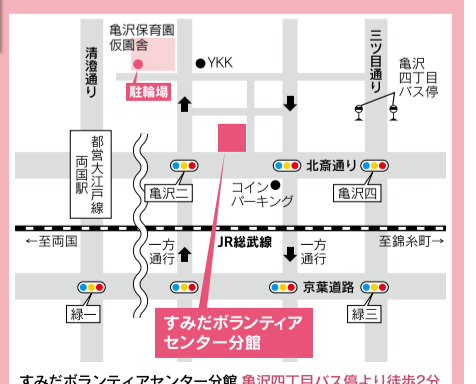 亀沢保育園
仮園舎
YKK
清澄通り
三ツ目通り
亀沢
四丁目
バス停
駐輪場
都営大江戸線
両国駅
北斎通り
亀沢二
コイン
パーキング
亀沢四
←至両国
一方
通行
JR総武線
一方
通行
至錦糸町→
京葉道路
緑一
すみだボランティア
センター分館
緑三
すみだボランティアセンター分館 亀沢四丁目バス停より徒歩2分